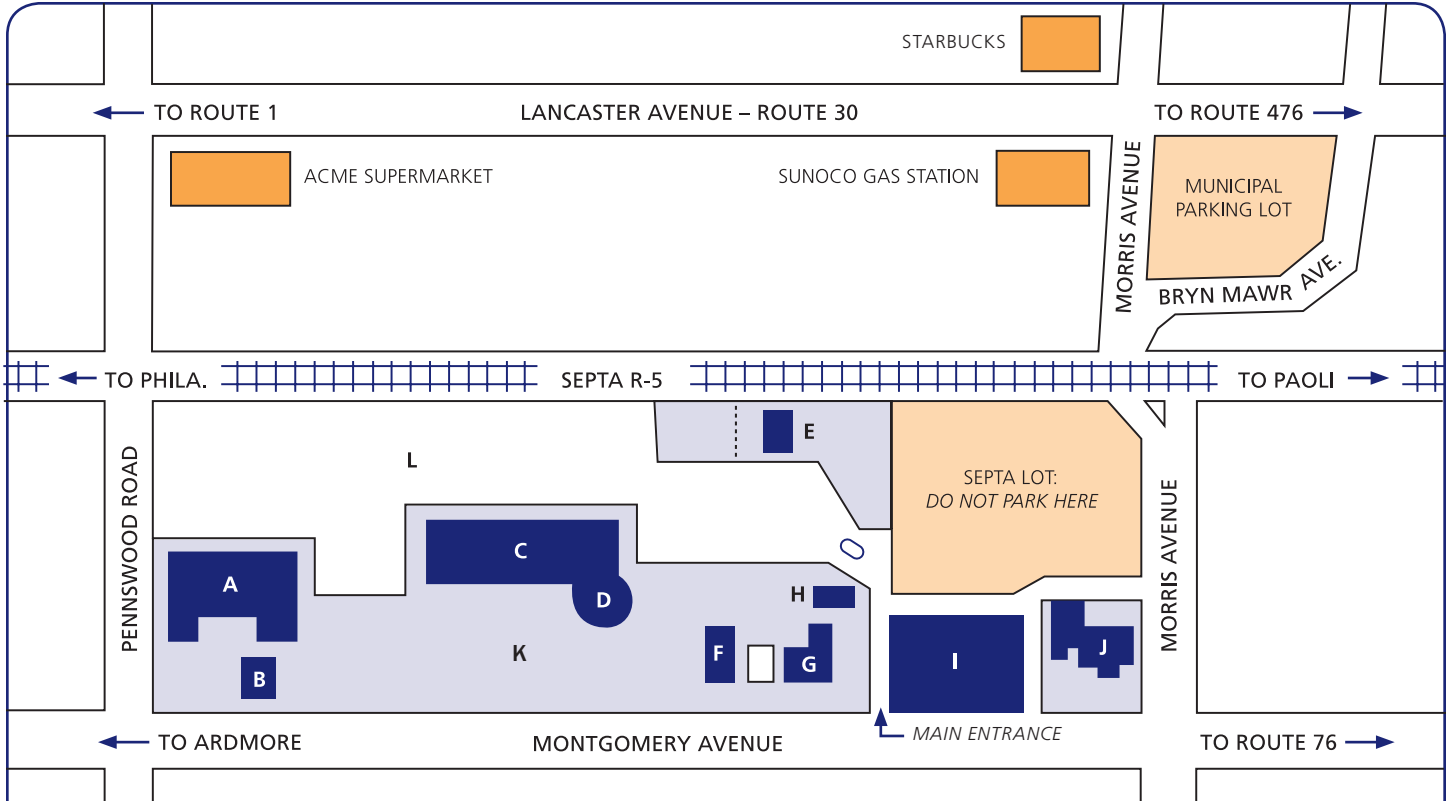 STARBUCKS
TO ROUTE 1
LANCASTER AVENUE – ROUTE 30
TO ROUTE 476
ACME SUPERMARKET
SUNOCO GAS STATION
MORRIS AVENUE
MUNICIPAL
PARKING LOT
BRYN MAWR AVE.
TO PHILA.
SEPTA R-5
TO PAOLI
PENNSWOOD ROAD
L
E
SEPTA LOT:
DO NOT PARK HERE
MORRIS AVENUE
A
C
D
H
B
K
F
G
I
J
MAIN ENTRANCE
TO ARDMORE
MONTGOMERY AVENUE
TO ROUTE 76